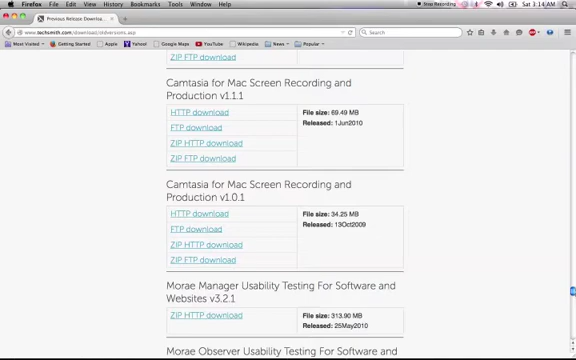 Firefox File Edit View History Bookmarks Tools Window Help
Stop Recording
Sat 3:14 AM
Previous Release Downloa...
www.techsmith.com/download/oldversions.asp
Search
Most Visited Getting Started Apple Yahoo! Google Maps YouTube Wikipedia News Popular
ZIP FTP download
Camtasia for Mac Screen Recording and
Production v1.1.1
HTTP download
File size: 69.49 MB
Released: 1Jun2010
FTP download
ZIP HTTP download
ZIP FTP download
Camtasia for Mac Screen Recording and
Production v1.0.1
HTTP download
File size: 34.25 MB
Released: 13Oct2009
FTP download
ZIP HTTP download
ZIP FTP download
Morae Manager Usability Testing For Software and
Websites v3.2.1
ZIP HTTP download
File size: 313.90 MB
Released: 25May2010
Morae Observer Usability Testing For Software and